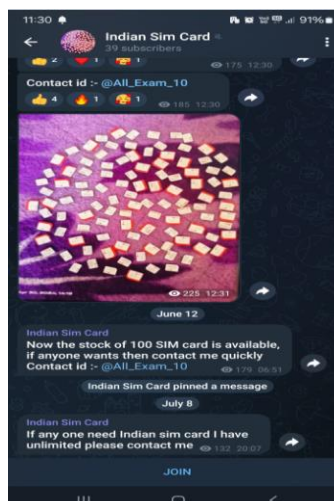 11:30
91%
Indian Sim Card
39 subscribers
2 1 2
175 12:30
Contact id :- @All_Exam_10
4 1 2
185 12:30
225 12:31
June 12
Indian Sim Card
Now the stock of 100 SIM card is available,
if anyone wants then contact me quickly
Contact id :- @All_Exam_10 179 06:51
Indian Sim Card pinned a message
July 8
Indian Sim Card
If any one need Indian sim card I have
unlimited please contact me 132 20:07
JOIN